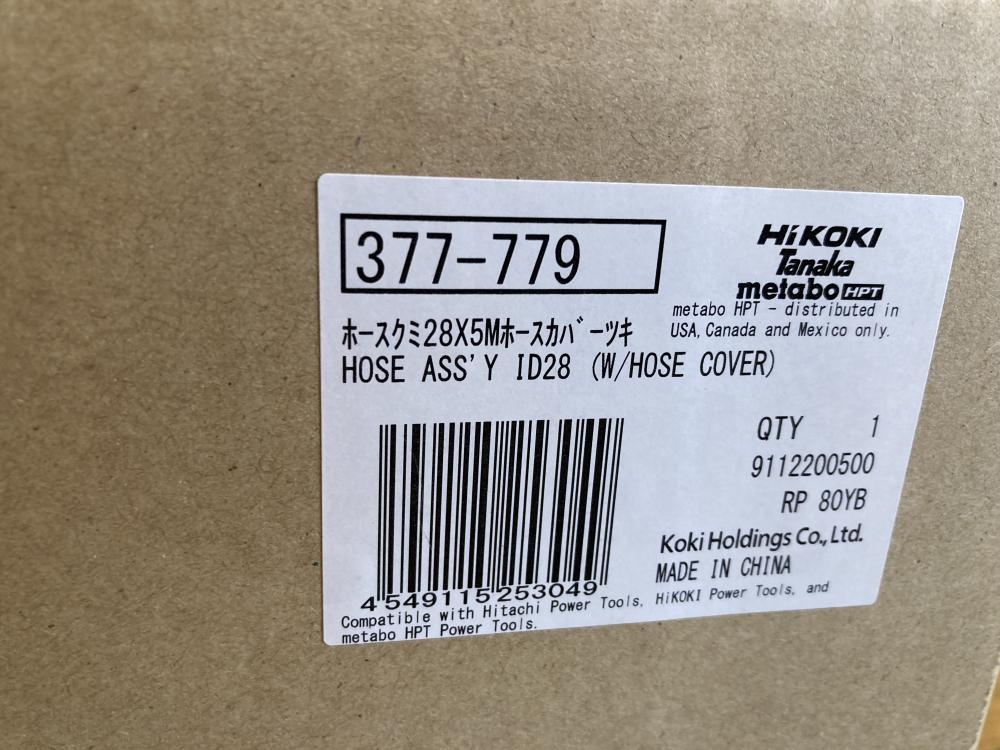 377-779
HiKOKI
Tanaka
metabo HPT
metabo HPT - distributed in
USA, Canada and Mexico only.
ﾎｰｽｸﾐ28X5Mﾎｰｽｶﾊﾞｰﾂｷ
HOSE ASS'Y ID28 (W/HOSE COVER)
QTY 1
9112200500
RP 80YB
Koki Holdings Co., Ltd.
MADE IN CHINA
4 549115 253049
Compatible with Hitachi Power Tools, HiKOKI Power Tools, and
metabo HPT Power Tools.